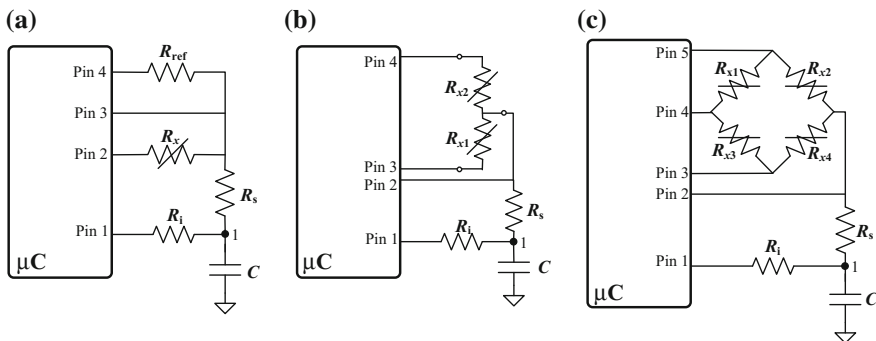 (a)
Pin 4
R_ref
Pin 3
Pin 2
R_x
R_s
Pin 1
R_i
1
C
µC
(b)
Pin 4
R_x2
R_x1
Pin 3
Pin 2
R_s
Pin 1
R_i
1
C
µC
(c)
Pin 5
R_x1
R_x2
Pin 4
R_x3
R_x4
Pin 3
Pin 2
R_s
R_i
Pin 1
1
C
µC